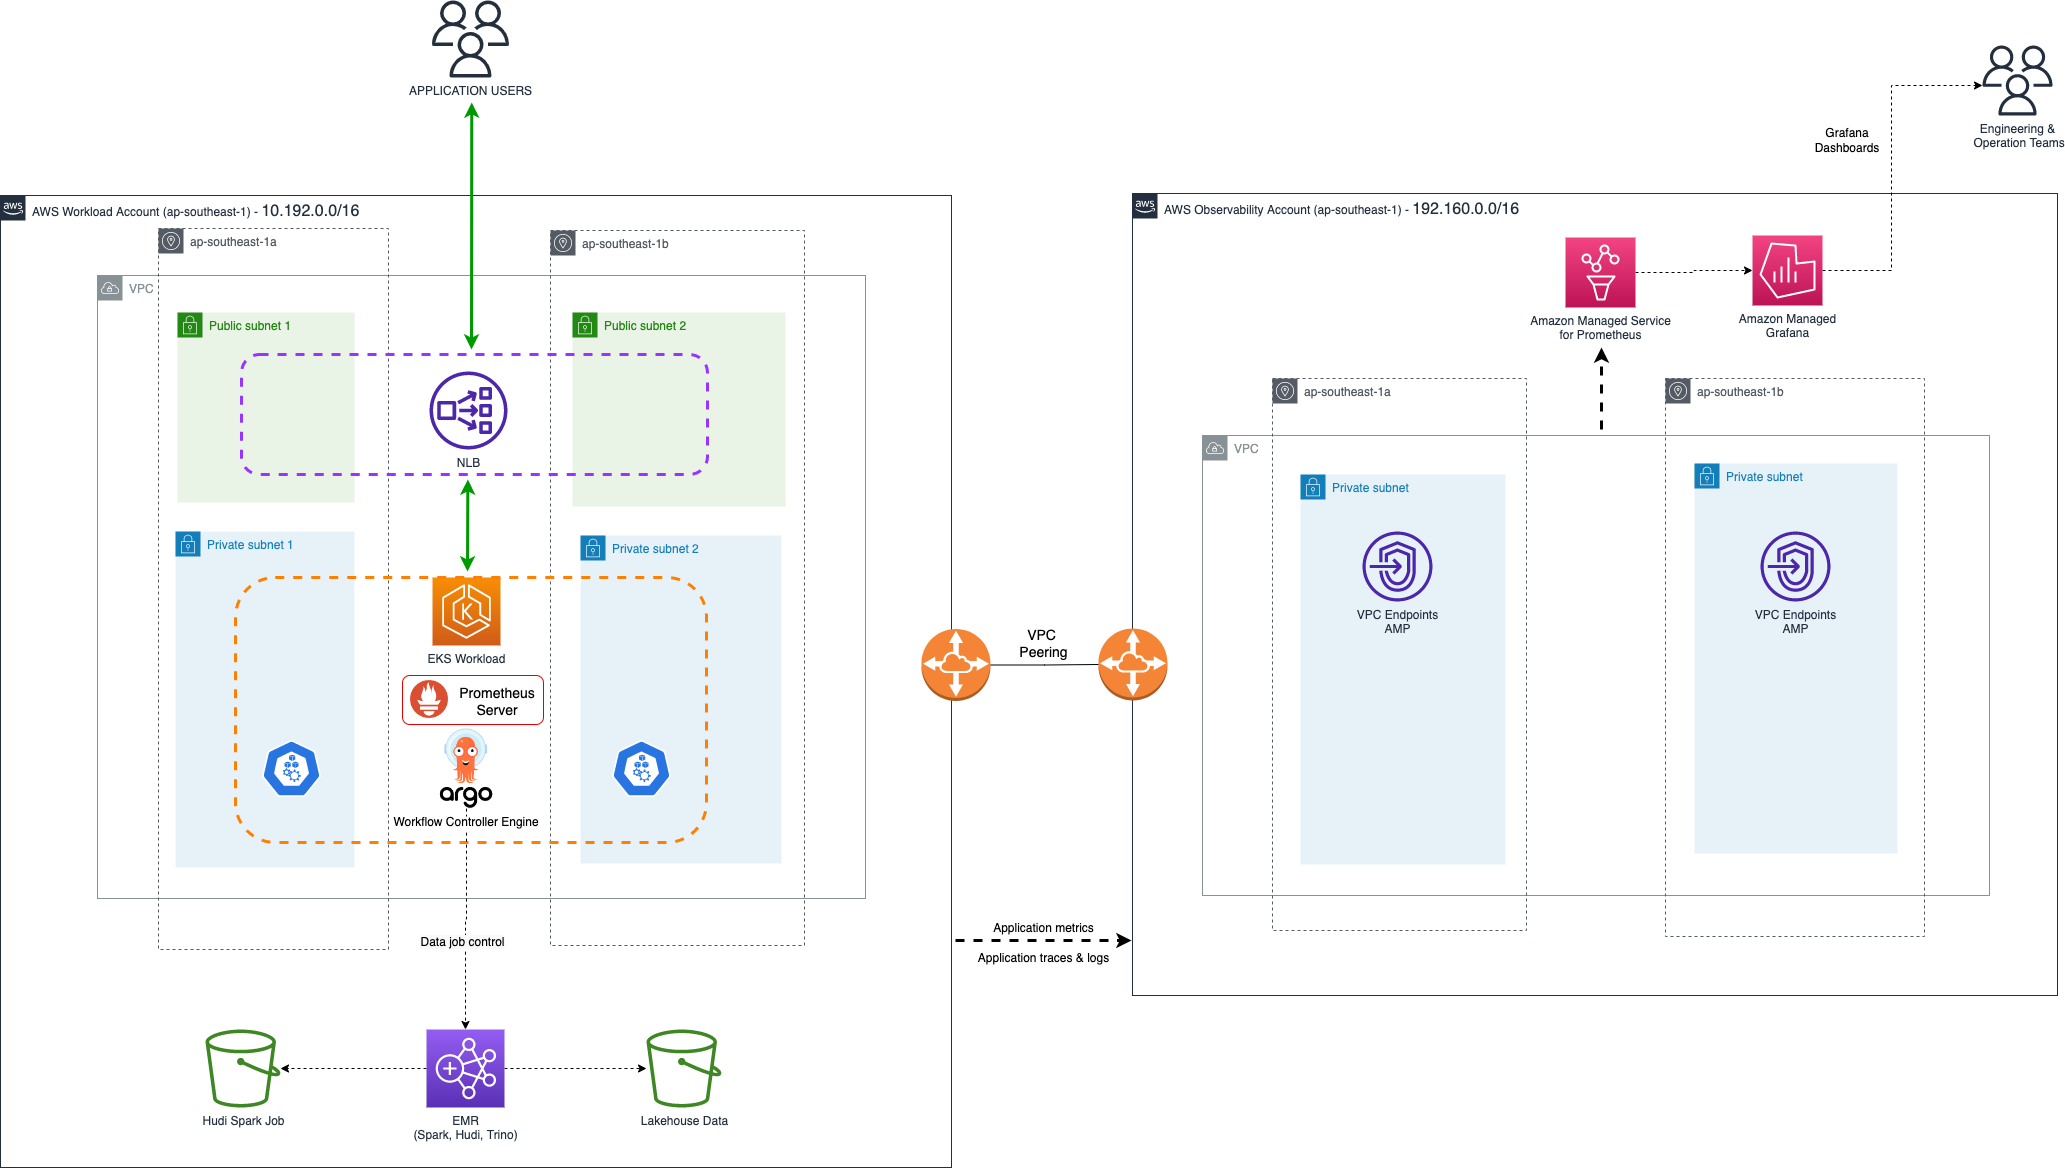 APPLICATION USERS
Engineering &
Operation Teams
Grafana
Dashboards
aws
AWS Workload Account (ap-southeast-1) - 10.192.0.0/16
ap-southeast-1a
ap-southeast-1b
VPC
Public subnet 1
Public subnet 2
NLB
Private subnet 1
Private subnet 2
K
EKS Workload
Prometheus
Server
argo
Workflow Controller Engine
Data job control
Hudi Spark Job
EMR
(Spark, Hudi, Trino)
Lakehouse Data
VPC
Peering
Application metrics
Application traces & logs
aws
AWS Observability Account (ap-southeast-1) - 192.160.0.0/16
Amazon Managed Service
for Prometheus
Amazon Managed
Grafana
ap-southeast-1a
ap-southeast-1b
VPC
Private subnet
Private subnet
VPC Endpoints
AMP
VPC Endpoints
AMP